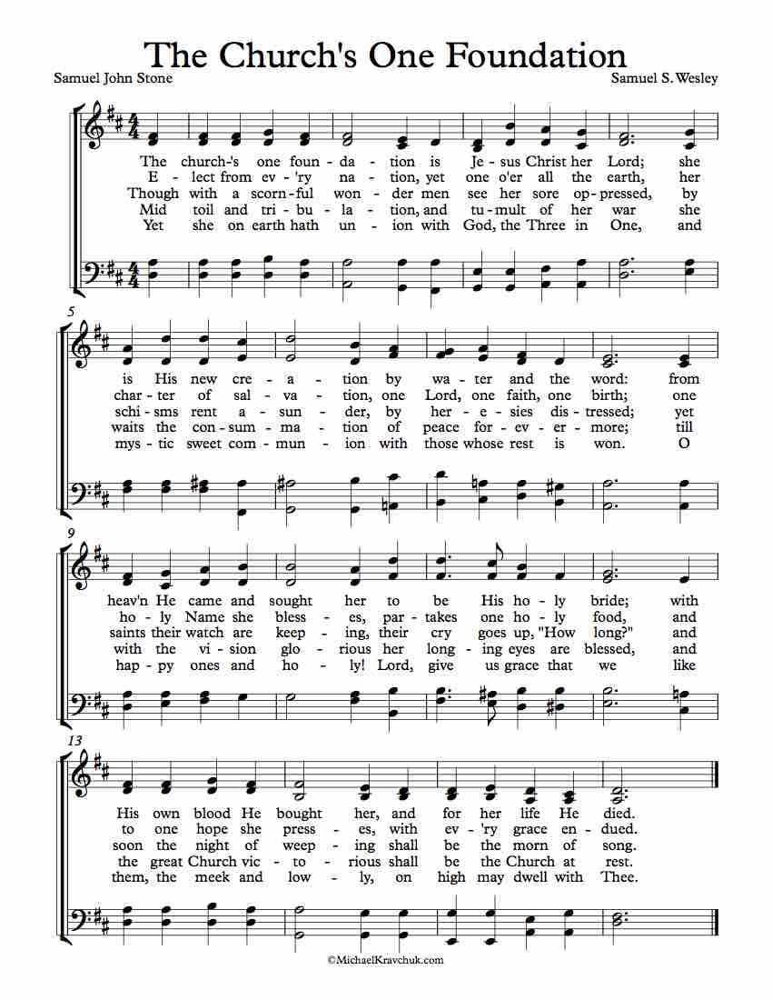 The Church's One Foundation
Samuel John Stone Samuel S. Wesley
The church-'s one foun - da - tion is Je - sus Christ her Lord; she
E - lect from ev - 'ry na - tion, yet one o'er all the earth, her
Though with a scorn - ful won - der men see her sore op - pressed, by
Mid toil and tri - bu - la - tion, and tu - mult of her war she
Yet she on earth hath un - ion with God, the Three in One, and
5
is His new cre - a - tion by wa - ter and the word: from
char - ter of sal - va - tion, one Lord, one faith, one birth; one
schi - sms rent a - sun - der, by her - e - sies dis - tressed; yet
waits the con - sum - ma - tion of peace for - ev - er - more; till
mys - tic sweet com - mun - ion with those whose rest is won. O
9
heav'n He came and sought her to be His ho - ly bride; with
ho - ly Name she bless - es, par - takes one ho - ly food, and
saints their watch are keep - ing, their cry goes up, "How long?" and
with the vi - sion glo - rious her long - ing eyes are blessed, and
hap - py ones and ho - ly! Lord, give us grace that we like
13
His own blood He bought her, and for her life He died.
to one hope she press - es, with ev - 'ry grace en - dued.
soon the night of weep - ing shall be the morn of song.
the great Church vic - to - rious shall be the Church at rest.
them, the meek and low - ly, on high may dwell with Thee.
©MichaelKravchuk.com